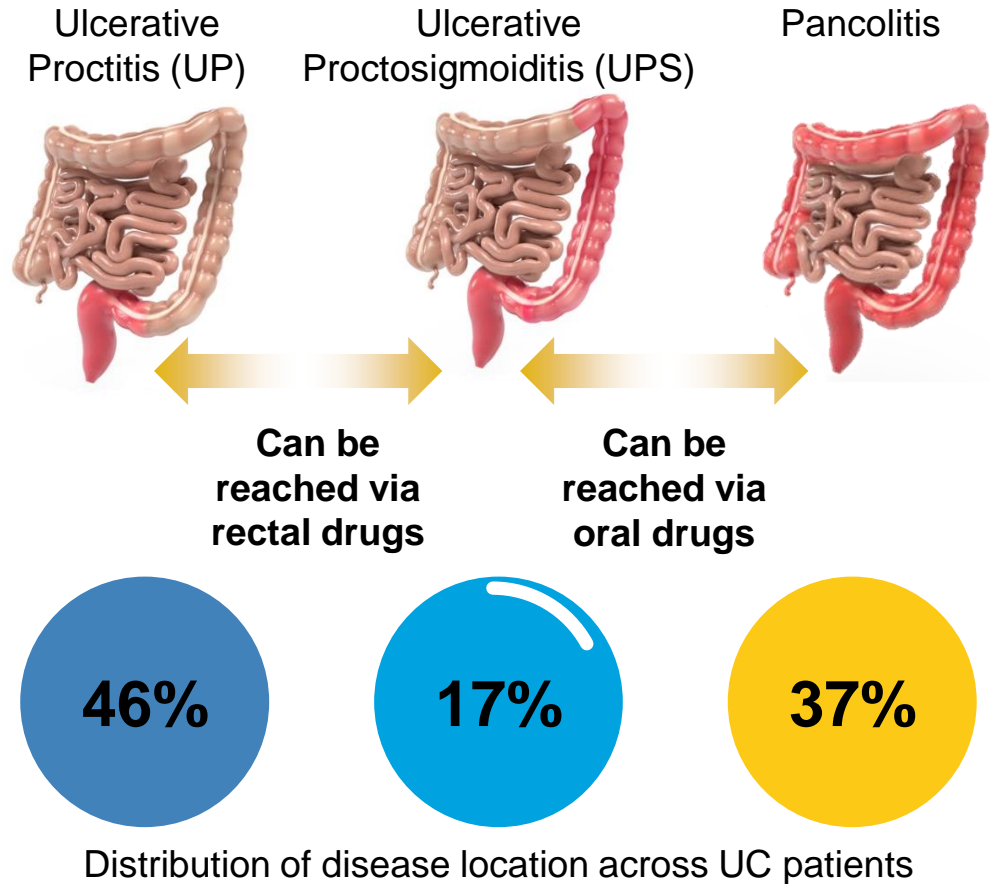 Ulcerative
Proctitis (UP)
Ulcerative
Proctosigmoiditis (UPS)
Pancolitis
Can be
reached via
rectal drugs
Can be
reached via
oral drugs
46%
17%
37%
Distribution of disease location across UC patients